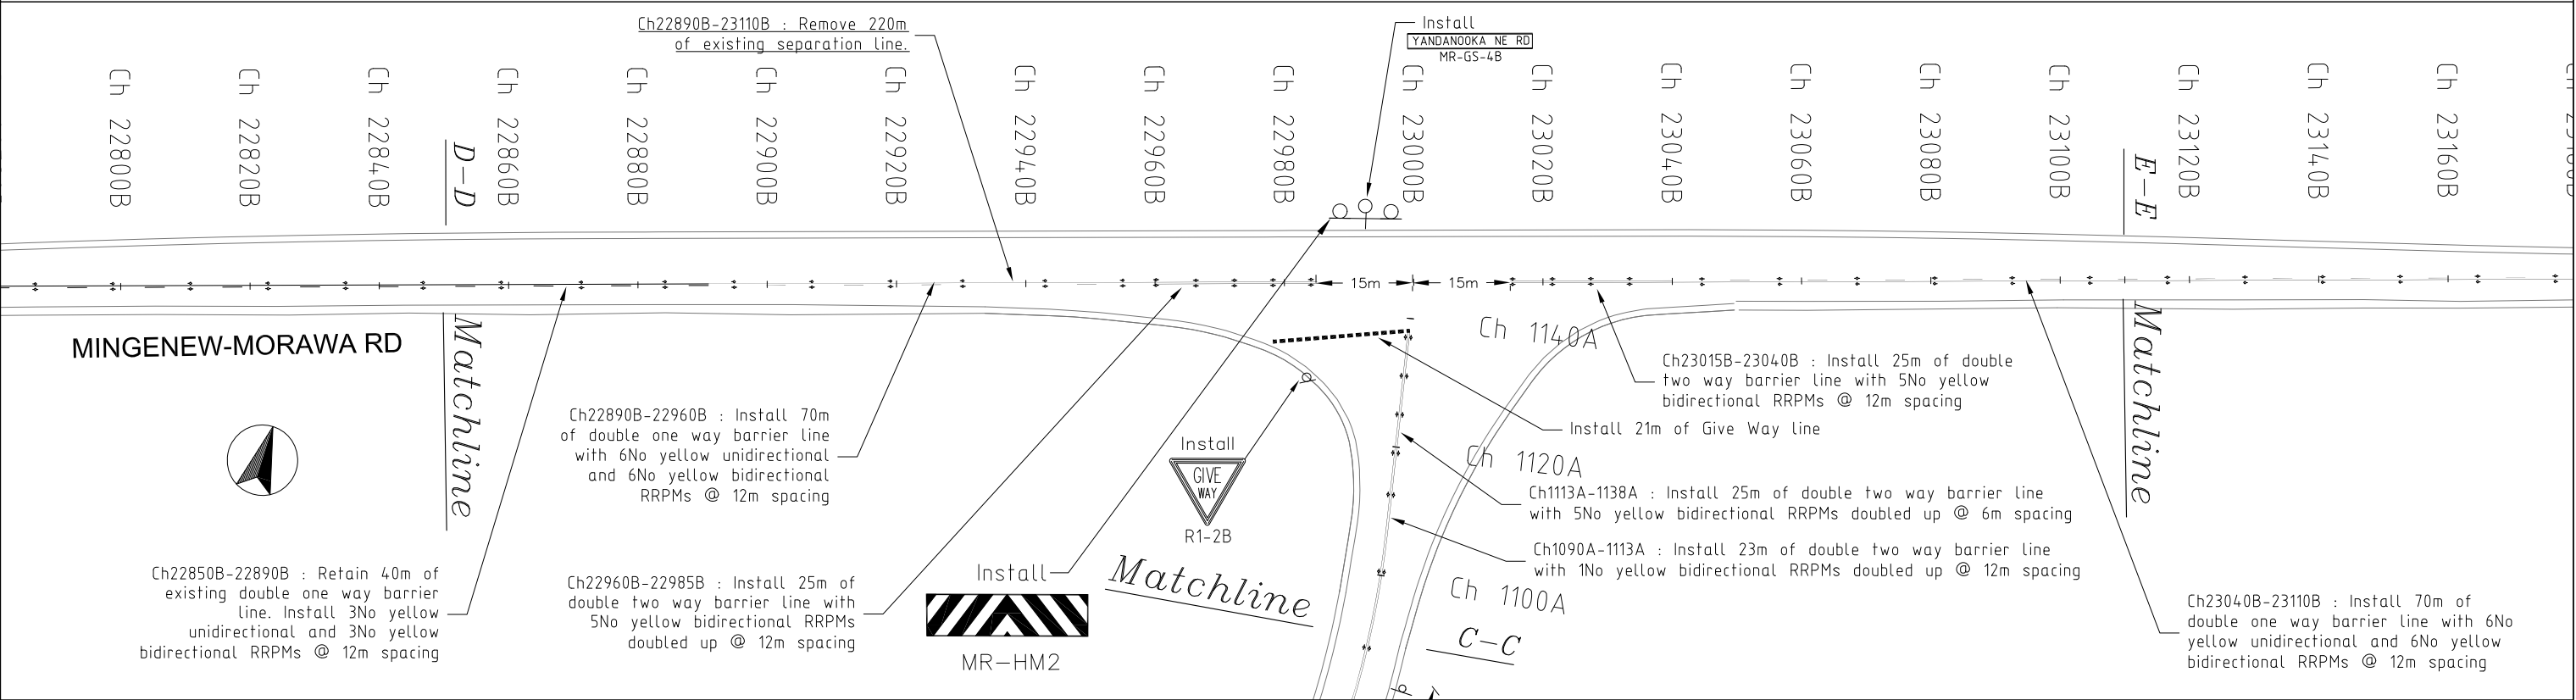 Ch22890B-23110B : Remove 220m
of existing separation line.
Install
YANDANOOKA NE RD
MR-GS-4B
Ch 22800B
Ch 22820B
Ch 22840B
D-D
Ch 22860B
Ch 22880B
Ch 22900B
Ch 22920B
Ch 22940B
Ch 22960B
Ch 22980B
Ch 23000B
Ch 23020B
Ch 23040B
Ch 23060B
Ch 23080B
Ch 23100B
E-E
Ch 23120B
Ch 23140B
Ch 23160B
15m
15m
MINGENEW-MORAWA RD
Matchline
Ch 1140A
Matchline
Ch23015B-23040B : Install 25m of double
two way barrier line with 5No yellow
bidirectional RRPMs @ 12m spacing
Install 21m of Give Way line
Ch22890B-22960B : Install 70m
of double one way barrier line
with 6No yellow unidirectional
and 6No yellow bidirectional
RRPMs @ 12m spacing
Install
GIVE
WAY
R1-2B
Ch 1120A
Ch1113A-1138A : Install 25m of double two way barrier line
with 5No yellow bidirectional RRPMs doubled up @ 6m spacing
Ch1090A-1113A : Install 23m of double two way barrier line
with 1No yellow bidirectional RRPMs doubled up @ 12m spacing
Ch22850B-22890B : Retain 40m of
existing double one way barrier
line. Install 3No yellow
unidirectional and 3No yellow
bidirectional RRPMs @ 12m spacing
Ch22960B-22985B : Install 25m of
double two way barrier line with
5No yellow bidirectional RRPMs
doubled up @ 12m spacing
Install
MR-HM2
Matchline
Ch 1100A
C-C
Ch23040B-23110B : Install 70m of
double one way barrier line with 6No
yellow unidirectional and 6No yellow
bidirectional RRPMs @ 12m spacing